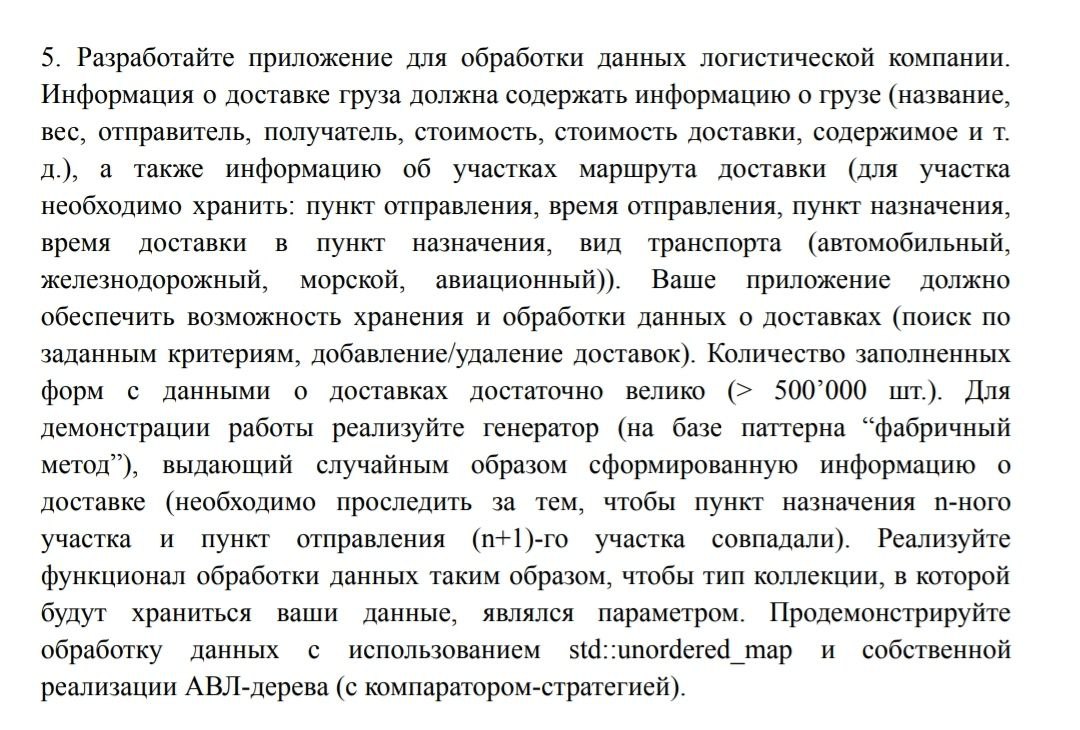 5. Разработайте приложение для обработки данных логистической компании.
Информация о доставке груза должна содержать информацию о грузе (название,
вес, отправитель, получатель, стоимость, стоимость доставки, содержимое и т.
д.), а также информацию об участках маршрута доставки (для участка
необходимо хранить: пункт отправления, время отправления, пункт назначения,
время доставки в пункт назначения, вид транспорта (автомобильный,
железнодорожный, морской, авиационный)). Ваше приложение должно
обеспечить возможность хранения и обработки данных о доставках (поиск по
заданным критериям, добавление/удаление доставок). Количество заполненных
форм с данными о доставках достаточно велико (> 500’000 шт.). Для
демонстрации работы реализуйте генератор (на базе паттерна “фабричный
метод”), выдающий случайным образом сформированную информацию о
доставке (необходимо проследить за тем, чтобы пункт назначения n-ного
участка и пункт отправления (n+1)-го участка совпадали). Реализуйте
функционал обработки данных таким образом, чтобы тип коллекции, в которой
будут храниться ваши данные, являлся параметром. Продемонстрируйте
обработку данных с использованием std::unordered_map и собственной
реализации АВЛ-дерева (с компаратором-стратегией).